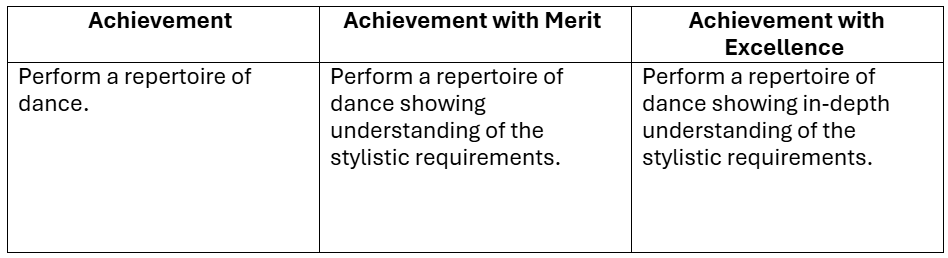 Achievement
Achievement with Merit
Achievement with
Excellence
Perform a repertoire of
dance.
Perform a repertoire of
dance showing
understanding of the
stylistic requirements.
Perform a repertoire of
dance showing in-depth
understanding of the
stylistic requirements.